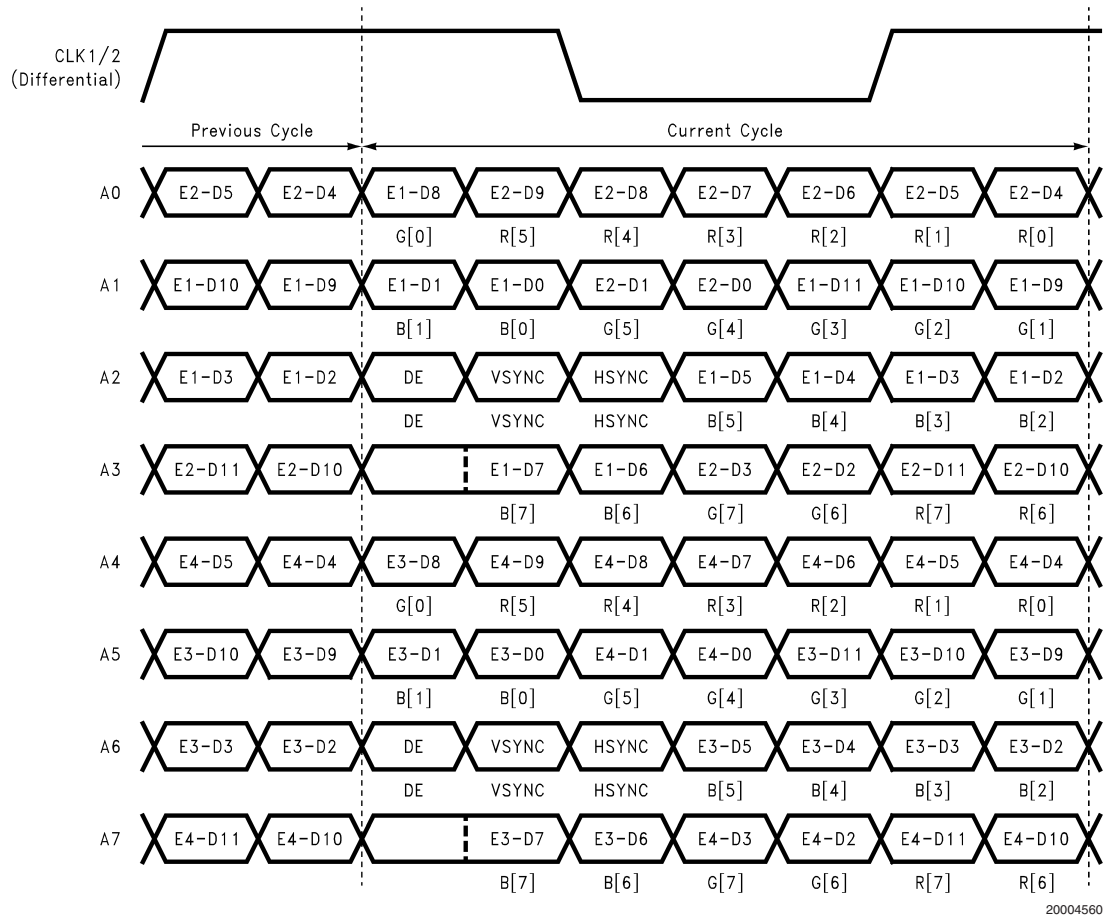 CLK1/2
(Differential)
Previous Cycle Current Cycle
A0 E2-D5 E2-D4 E1-D8 E2-D9 E2-D8 E2-D7 E2-D6 E2-D5 E2-D4
G[0] R[5] R[4] R[3] R[2] R[1] R[0]
A1 E1-D10 E1-D9 E1-D1 E1-D0 E2-D1 E2-D0 E1-D11 E1-D10 E1-D9
B[1] B[0] G[5] G[4] G[3] G[2] G[1]
A2 E1-D3 E1-D2 DE VSYNC HSYNC E1-D5 E1-D4 E1-D3 E1-D2
DE VSYNC HSYNC B[5] B[4] B[3] B[2]
A3 E2-D11 E2-D10 E1-D7 E1-D6 E2-D3 E2-D2 E2-D11 E2-D10
B[7] B[6] G[7] G[6] R[7] R[6]
A4 E4-D5 E4-D4 E3-D8 E4-D9 E4-D8 E4-D7 E4-D6 E4-D5 E4-D4
G[0] R[5] R[4] R[3] R[2] R[1] R[0]
A5 E3-D10 E3-D9 E3-D1 E3-D0 E4-D1 E4-D0 E3-D11 E3-D10 E3-D9
B[1] B[0] G[5] G[4] G[3] G[2] G[1]
A6 E3-D3 E3-D2 DE VSYNC HSYNC E3-D5 E3-D4 E3-D3 E3-D2
DE VSYNC HSYNC B[5] B[4] B[3] B[2]
A7 E4-D11 E4-D10 E3-D7 E3-D6 E4-D3 E4-D2 E4-D11 E4-D10
B[7] B[6] G[7] G[6] R[7] R[6]
20004560